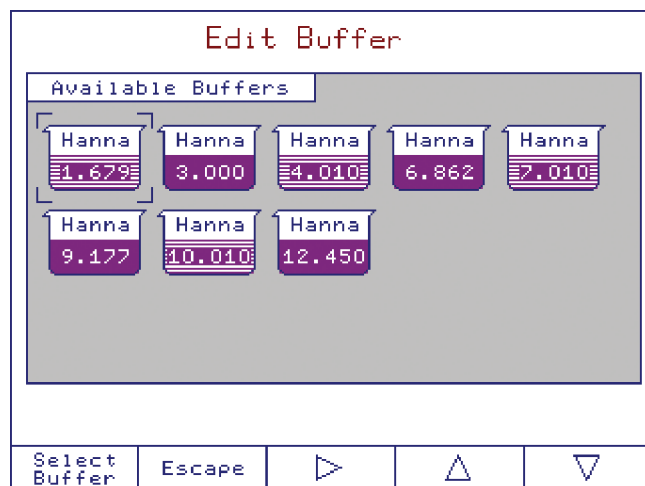 Edit Buffer
Available Buffers
Hanna Hanna Hanna Hanna Hanna
1.679 3.000 4.010 6.862 7.010
Hanna Hanna Hanna
9.177 10.010 12.450
Select Buffer Escape